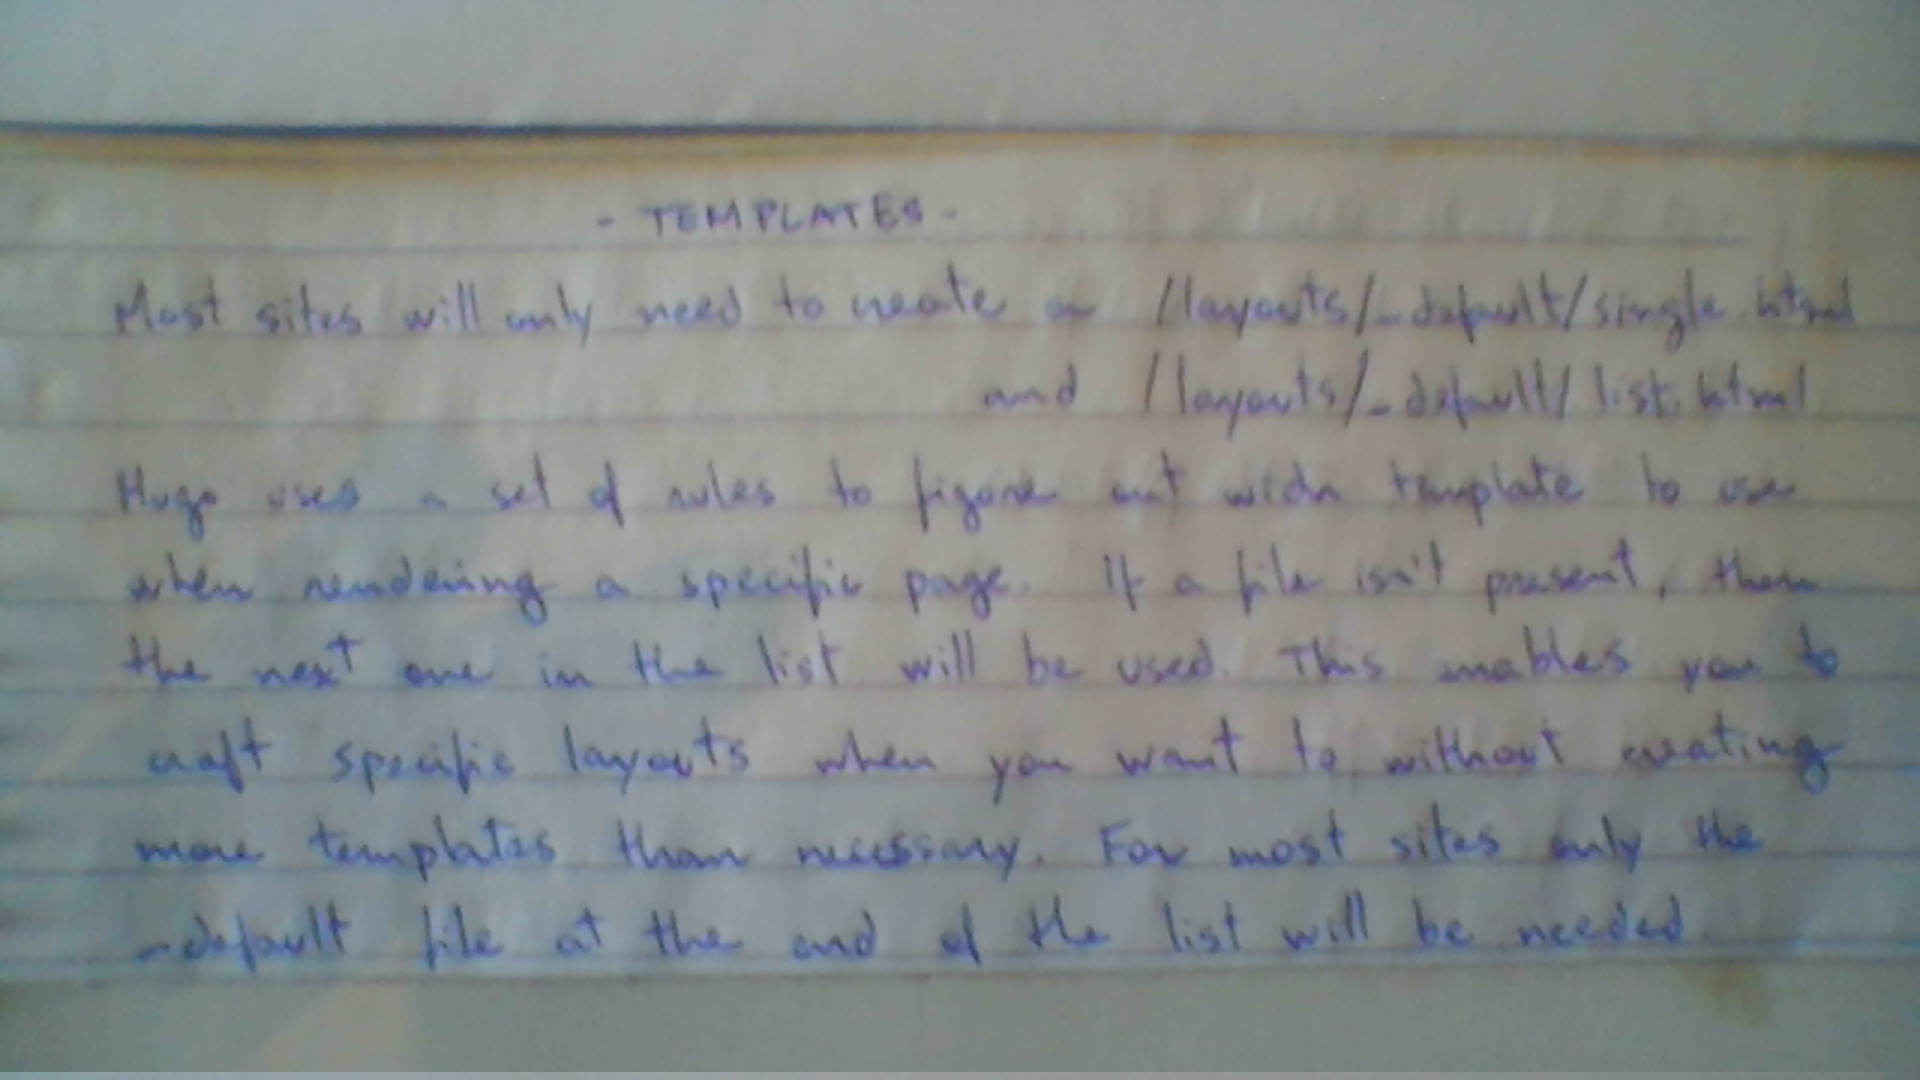 - TEMPLATES -
Most sites will only need to create a /layouts/_default/single.html
and /layouts/_default/list.html
Hugo uses a set of rules to figure out wich template to use
when rendering a specific page. If a file isn't present, then
the next one in the list will be used. This enables you to
craft specific layouts when you want to without creating
more templates than necessary. For most sites only the
_default file at the end of the list will be needed.